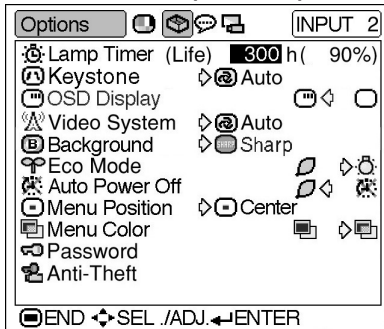 Options INPUT 2
Lamp Timer (Life) 300 h( 90%)
Keystone Auto
OSD Display
Video System Auto
B Background SHARP Sharp
Eco Mode
Auto Power Off
Menu Position Center
Menu Color
Password
Anti-Theft
END SEL./ADJ. ENTER